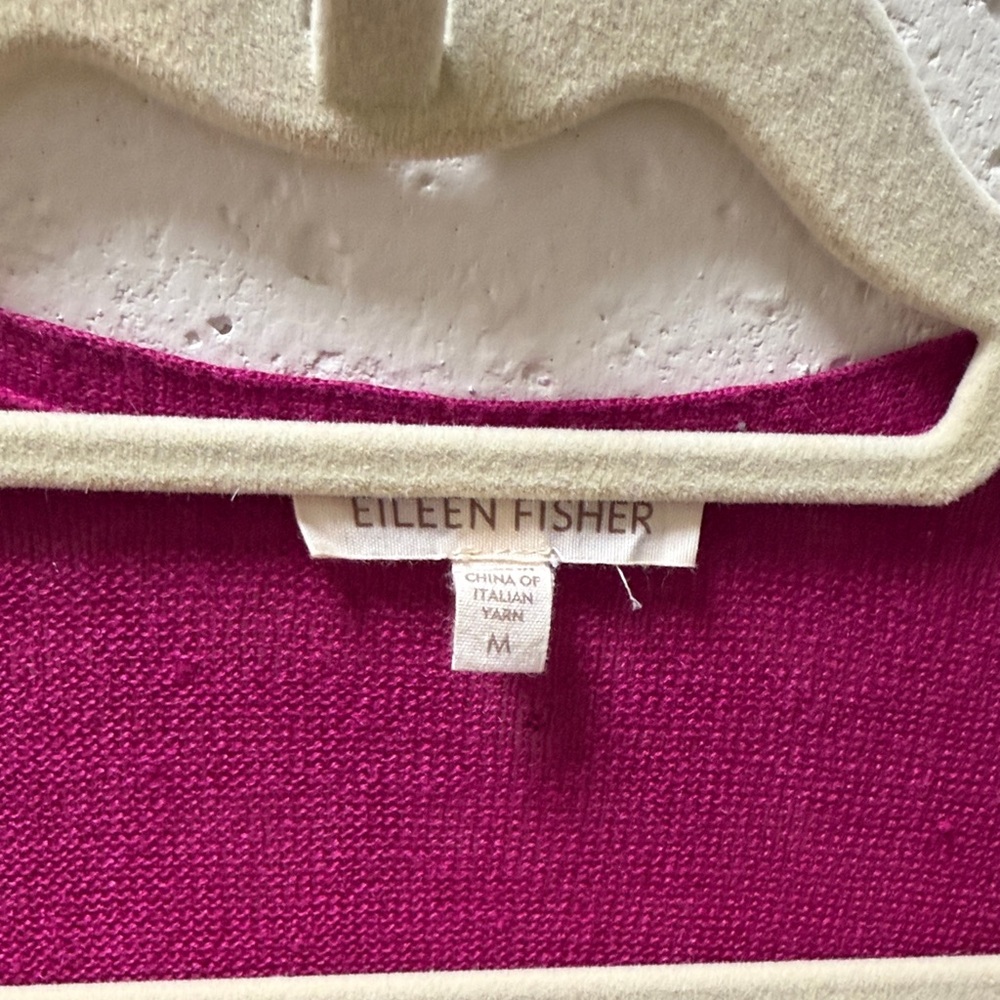 EILEEN FISHER
CHINA OF
ITALIAN
YARN
M